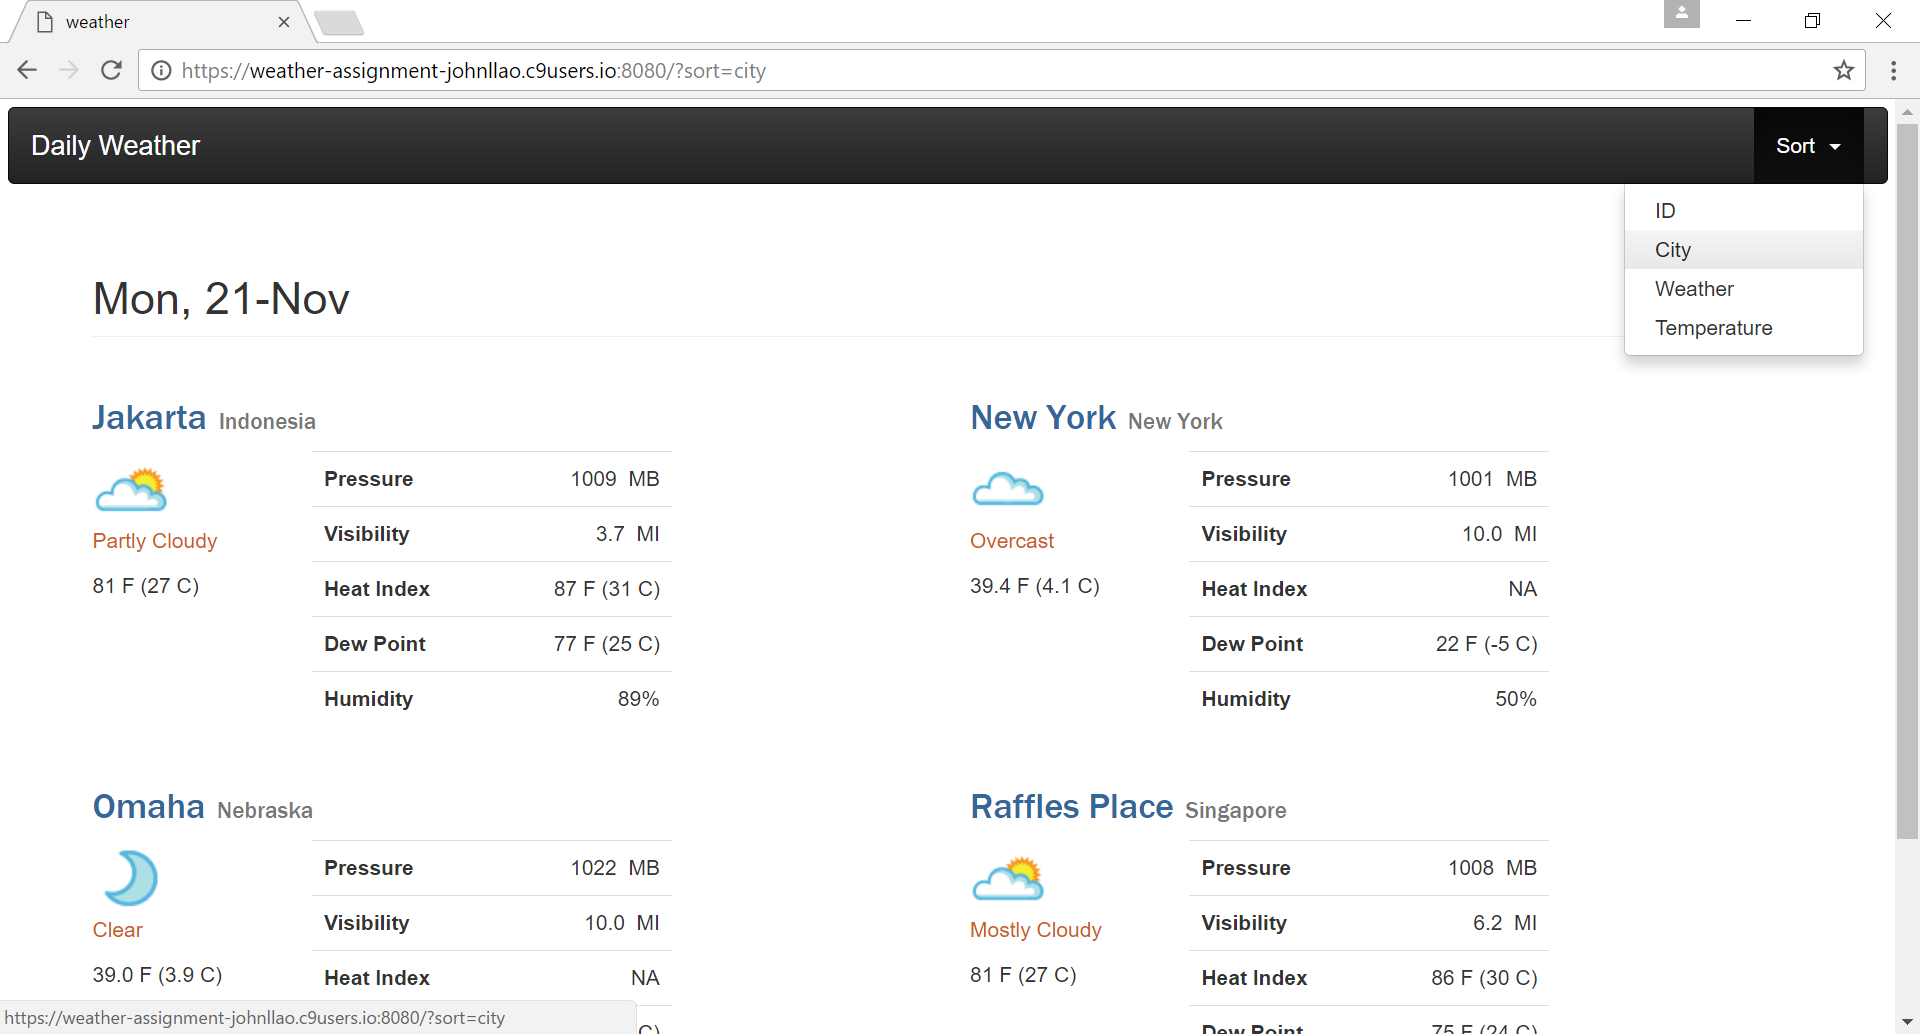 weather
https://weather-assignment-johnllao.c9users.io:8080/?sort=city
Daily Weather
Sort
ID
City
Weather
Temperature
Mon, 21-Nov
Jakarta Indonesia
Partly Cloudy
81 F (27 C)
Pressure 1009 MB
Visibility 3.7 MI
Heat Index 87 F (31 C)
Dew Point 77 F (25 C)
Humidity 89%
New York New York
Overcast
39.4 F (4.1 C)
Pressure 1001 MB
Visibility 10.0 MI
Heat Index NA
Dew Point 22 F (-5 C)
Humidity 50%
Omaha Nebraska
Clear
39.0 F (3.9 C)
Pressure 1022 MB
Visibility 10.0 MI
Heat Index NA
C)
Raffles Place Singapore
Mostly Cloudy
81 F (27 C)
Pressure 1008 MB
Visibility 6.2 MI
Heat Index 86 F (30 C)
Dew Point 75 F (24 C)
https://weather-assignment-johnllao.c9users.io:8080/?sort=city